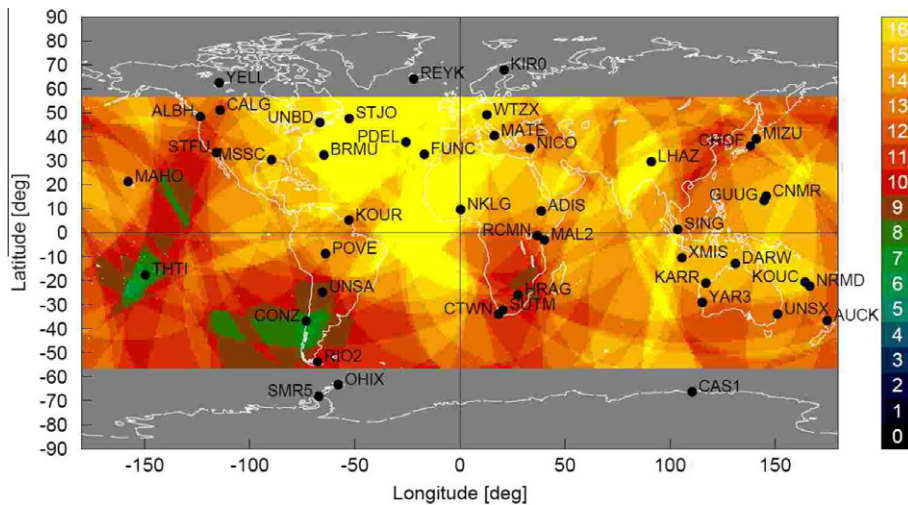 90
80
70
60
50
40
30
20
10
0
-10
-20
-30
-40
-50
-60
-70
-80
-90
Latitude [deg]
YELL
REYK
KIR0
ALBH
CALG
UNBD
STJO
WTZX
PDEL
MATE
STFU
MSSC
BRMU
FUNC
NICO
CHOF
MIZU
LHAZ
MAHO
GUUG
CNMR
KOUR
NKLG
ADIS
SING
RCMN
MAL2
POVE
XMIS
DARW
THTI
KARR
KOUC
NRMD
UNSA
HRAG
YAR3
CTWN
SUTM
CONZ
UNSX
AUCK
RIO2
OHIX
SMR5
CAS1
-150
-100
-50
0
50
100
150
Longitude [deg]
16
15
14
13
12
11
10
9
8
7
6
5
4
3
2
1
0